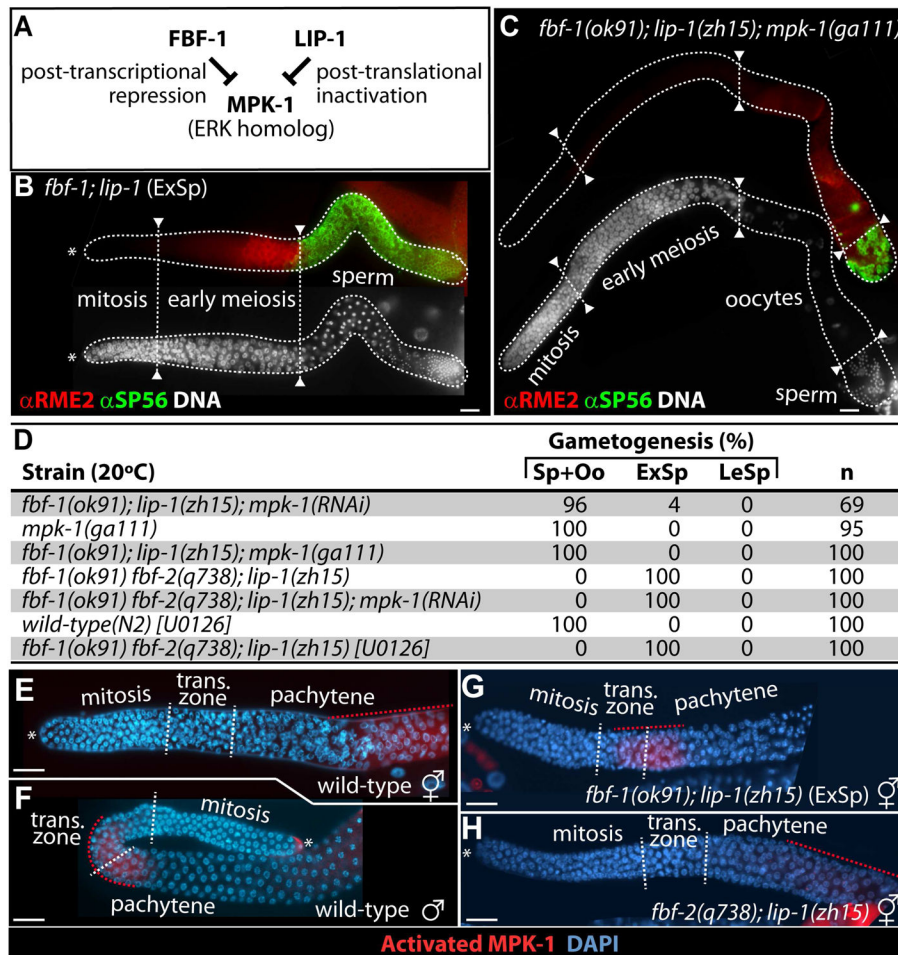 A
FBF-1 LIP-1
post-transcriptional repression
post-translational inactivation
MPK-1
(ERK homolog)
B fbf-1; lip-1 (ExSp)
*
mitosis early meiosis sperm
*
αRME2 αSP56 DNA
C fbf-1(ok91); lip-1(zh15); mpk-1(ga111)
early meiosis
mitosis
oocytes
sperm
αRME2 αSP56 DNA
D
Gametogenesis (%)
Strain (20ºC) Sp+Oo ExSp LeSp n
fbf-1(ok91); lip-1(zh15); mpk-1(RNAi) 96 4 0 69
mpk-1(ga111) 100 0 0 95
fbf-1(ok91); lip-1(zh15); mpk-1(ga111) 100 0 0 100
fbf-1(ok91) fbf-2(q738); lip-1(zh15) 0 100 0 100
fbf-1(ok91) fbf-2(q738); lip-1(zh15); mpk-1(RNAi) 0 100 0 100
wild-type(N2) [U0126] 100 0 0 100
fbf-1(ok91) fbf-2(q738); lip-1(zh15) [U0126] 0 100 0 100
E
mitosis trans. zone pachytene
*
wild-type ⚥
F
trans. zone mitosis
*
pachytene
wild-type ♂
G
mitosis trans. zone pachytene
*
fbf-1(ok91); lip-1(zh15) (ExSp) ⚥
H
mitosis trans. zone pachytene
*
fbf-2(q738); lip-1(zh15) ⚥
Activated MPK-1 DAPI